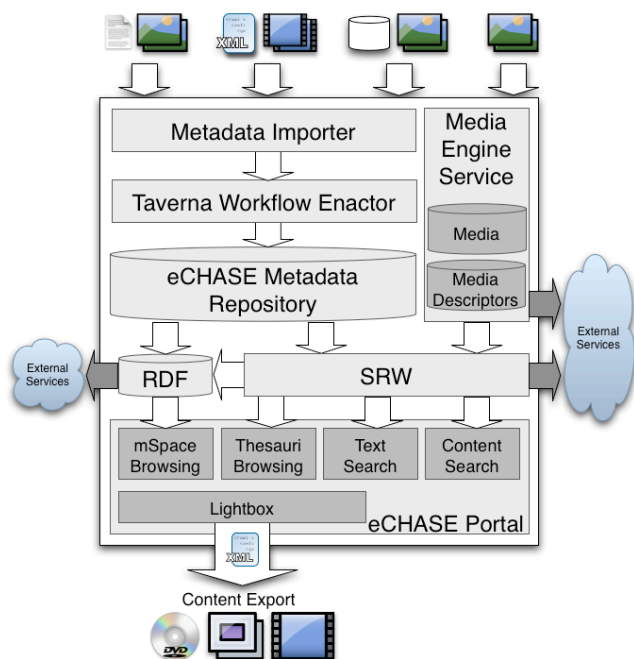 XML
Metadata Importer
Media
Engine
Service
Taverna Workflow Enactor
Media
eCHASE Metadata
Repository
Media
Descriptors
External
Services
External
Services
RDF
SRW
mSpace
Browsing
Thesauri
Browsing
Text
Search
Content
Search
Lightbox
eCHASE Portal
XML
Content Export
DVD